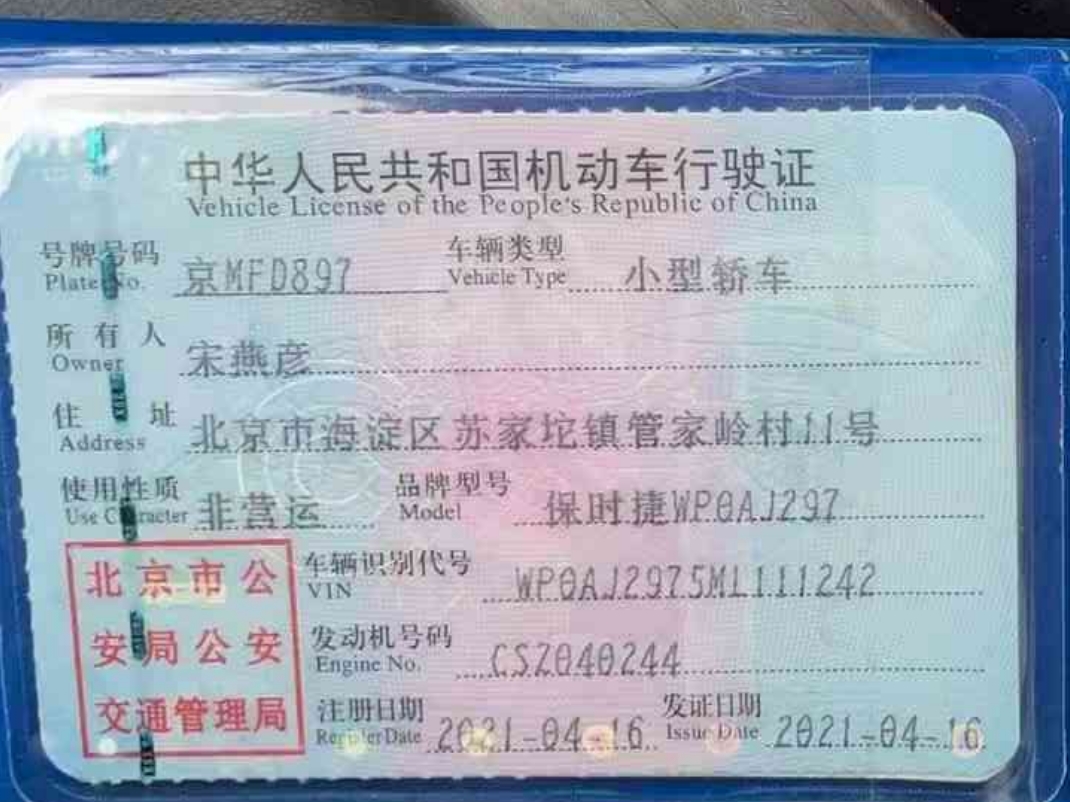 中华人民共和国机动车行驶证
Vehicle License of the People's Republic of China
号牌号码 京MFD897 车辆类型 小型轿车
Plate No. Vehicle Type
所有人 宋燕彦
Owner
住址 北京市海淀区苏家坨镇管家岭村11号
Address
使用性质 非营运 品牌型号 保时捷WP0AJ297
Use Character Model
车辆识别代号 WP0AJ2975ML111242
VIN
发动机号码 CSZ040244
Engine No.
注册日期 2021-04-16 发证日期 2021-04-16
Register Date Issue Date
北京市公
安局公安
交通管理局